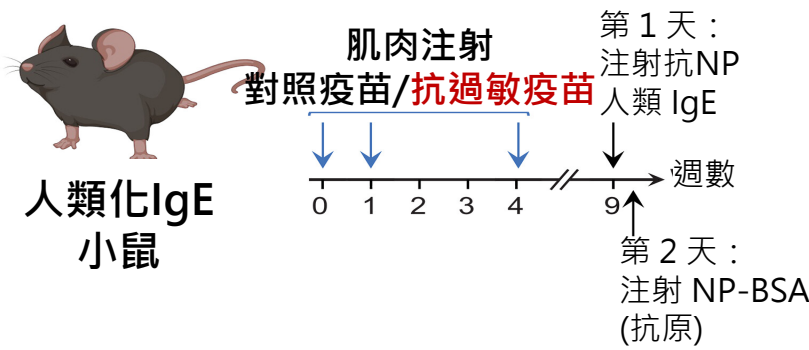 肌肉注射
對照疫苗/抗過敏疫苗
第 1 天：
注射抗NP
人類 IgE
人類化IgE
小鼠
0 1 2 3 4 9
週數
第 2 天：
注射 NP-BSA
(抗原)